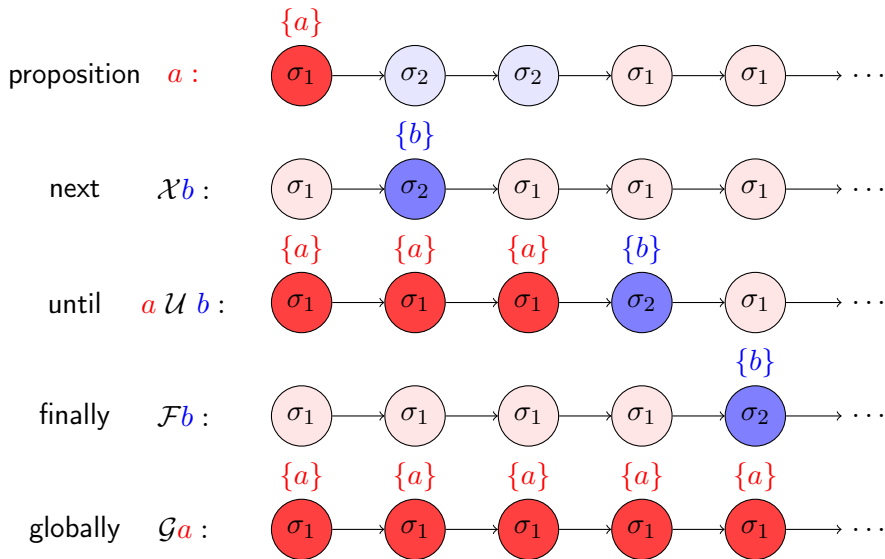 {a}
proposition a : σ₁ σ₂ σ₂ σ₁ σ₁ ···
{b}
next 𝒳b : σ₁ σ₂ σ₁ σ₁ σ₁ ···
{a} {a} {a} {b}
until a 𝒰 b : σ₁ σ₁ σ₁ σ₂ σ₁ ···
{b}
finally ℱb : σ₁ σ₁ σ₁ σ₁ σ₂ ···
{a} {a} {a} {a} {a}
globally 𝒢a : σ₁ σ₁ σ₁ σ₁ σ₁ ···